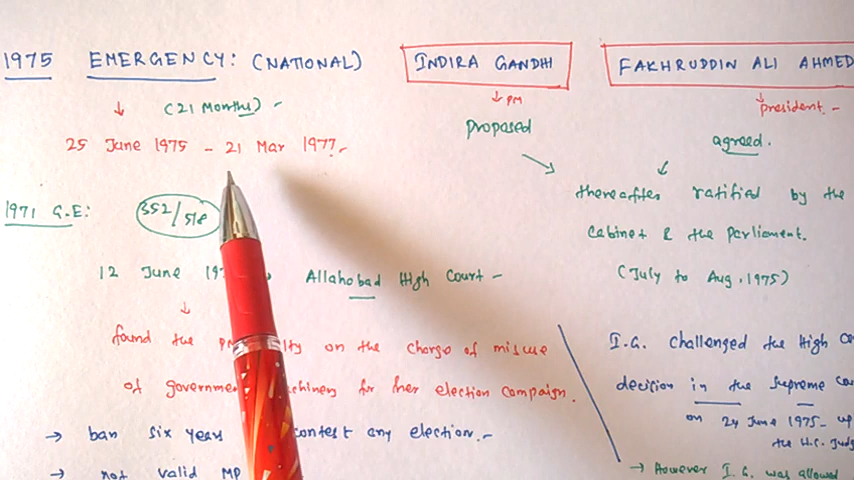 1975 EMERGENCY: (NATIONAL)
(21 Months) -
25 June 1975 - 21 Mar 1977.-
1971 G.E: 352/518
12 June Allahabad High Court -
found the on the charge of misuse
of for her election campaign.
→ ban six years contest any election.-
→ not valid MP
INDIRA GANDHI
PM
proposed
FAKHRUDDIN ALI AHMED
president. -
agreed.
thereafter ratified by the
Cabinet & the Parliament.
(July to Aug, 1975)
I.G. challenged the High
decision in the Supreme
on 24 June 1975-
the H.C.
→ However I.G. was allowed